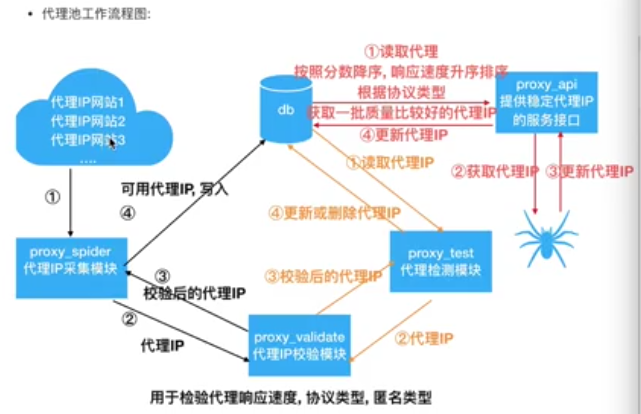 代理池工作流程图:
代理IP网站1
代理IP网站2
代理IP网站3
....
db
①读取代理
按照分数降序, 响应速度升序排序
根据协议类型
获取一批质量比较好的代理IP
④更新代理IP
proxy_api
提供稳定代理IP
的服务接口
①
可用代理IP, 写入
④
①读取代理IP
②获取代理IP
③更新代理IP
④更新或删除代理IP
proxy_spider
代理IP采集模块
③
校验后的代理IP
③校验后的代理IP
proxy_test
代理检测模块
②
代理IP
proxy_validate
代理IP校验模块
②代理IP
用于检验代理响应速度, 协议类型, 匿名类型